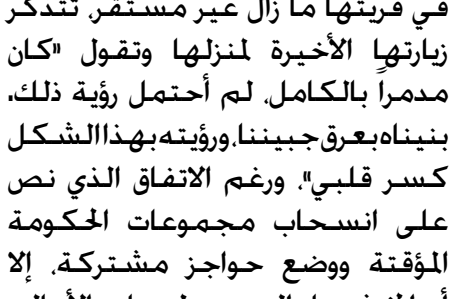 في قريتها ما زال غير مستقر، تتذكر
زيارتها الأخيرة لمنزلها وتقول «كان
مدمراً بالكامل، لم أحتمل رؤية ذلك،
بنيناه بعرق جبيننا، ورؤيته بهذا الشكل
كسر قلبي»، ورغم الاتفاق الذي نص
على انسحاب مجموعات الحكومة
المؤقتة ووضع حواجز مشتركة، إلا